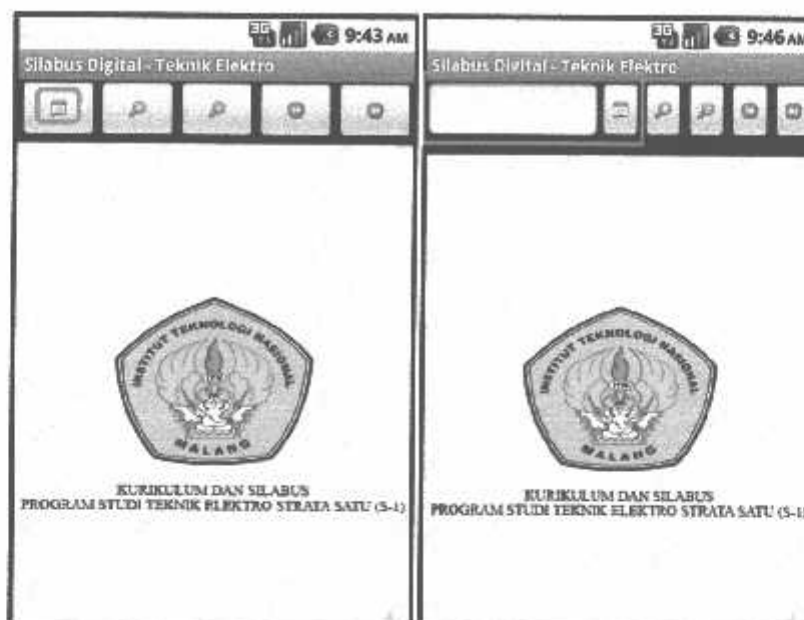 3G
9:43 AM
Silabus Digital - Teknik Elektro
INSTITUT TEKNOLOGI NASIONAL
MALANG
KURIKULUM DAN SILABUS
PROGRAM STUDI TEKNIK ELEKTRO STRATA SATU (S-1)
3G
9:46 AM
Silabus Digital - Teknik Elektro
INSTITUT TEKNOLOGI NASIONAL
MALANG
KURIKULUM DAN SILABUS
PROGRAM STUDI TEKNIK ELEKTRO STRATA SATU (S-1)